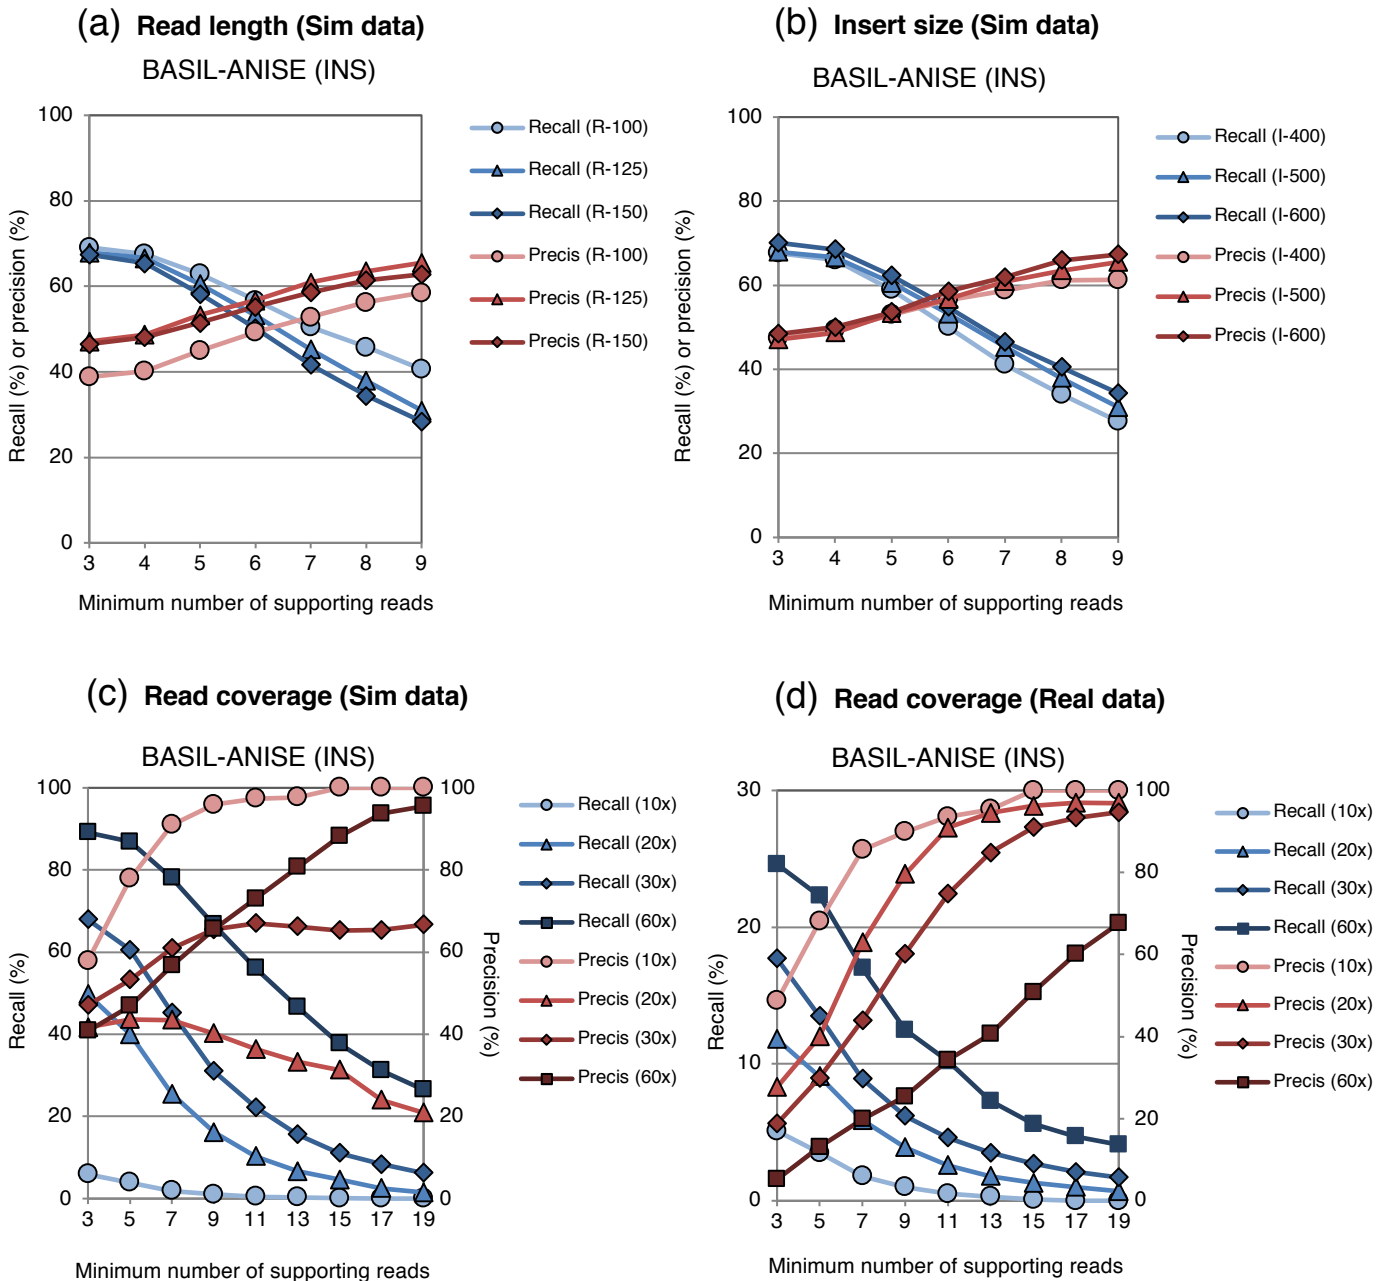 (a) Read length (Sim data)
BASIL-ANISE (INS)
100
80
60
40
20
0
3 4 5 6 7 8 9
Recall (%) or precision (%)
Minimum number of supporting reads
Recall (R-100)
Recall (R-125)
Recall (R-150)
Precis (R-100)
Precis (R-125)
Precis (R-150)
(b) Insert size (Sim data)
BASIL-ANISE (INS)
100
80
60
40
20
0
3 4 5 6 7 8 9
Recall (%) or precision (%)
Minimum number of supporting reads
Recall (I-400)
Recall (I-500)
Recall (I-600)
Precis (I-400)
Precis (I-500)
Precis (I-600)
(c) Read coverage (Sim data)
BASIL-ANISE (INS)
100
80
60
40
20
0
Recall (%)
3 5 7 9 11 13 15 17 19
100
80
60
40
20
0
Precision (%)
Minimum number of supporting reads
Recall (10x)
Recall (20x)
Recall (30x)
Recall (60x)
Precis (10x)
Precis (20x)
Precis (30x)
Precis (60x)
(d) Read coverage (Real data)
BASIL-ANISE (INS)
30
20
10
0
Recall (%)
3 5 7 9 11 13 15 17 19
100
80
60
40
20
0
Precision (%)
Minimum number of supporting reads
Recall (10x)
Recall (20x)
Recall (30x)
Recall (60x)
Precis (10x)
Precis (20x)
Precis (30x)
Precis (60x)